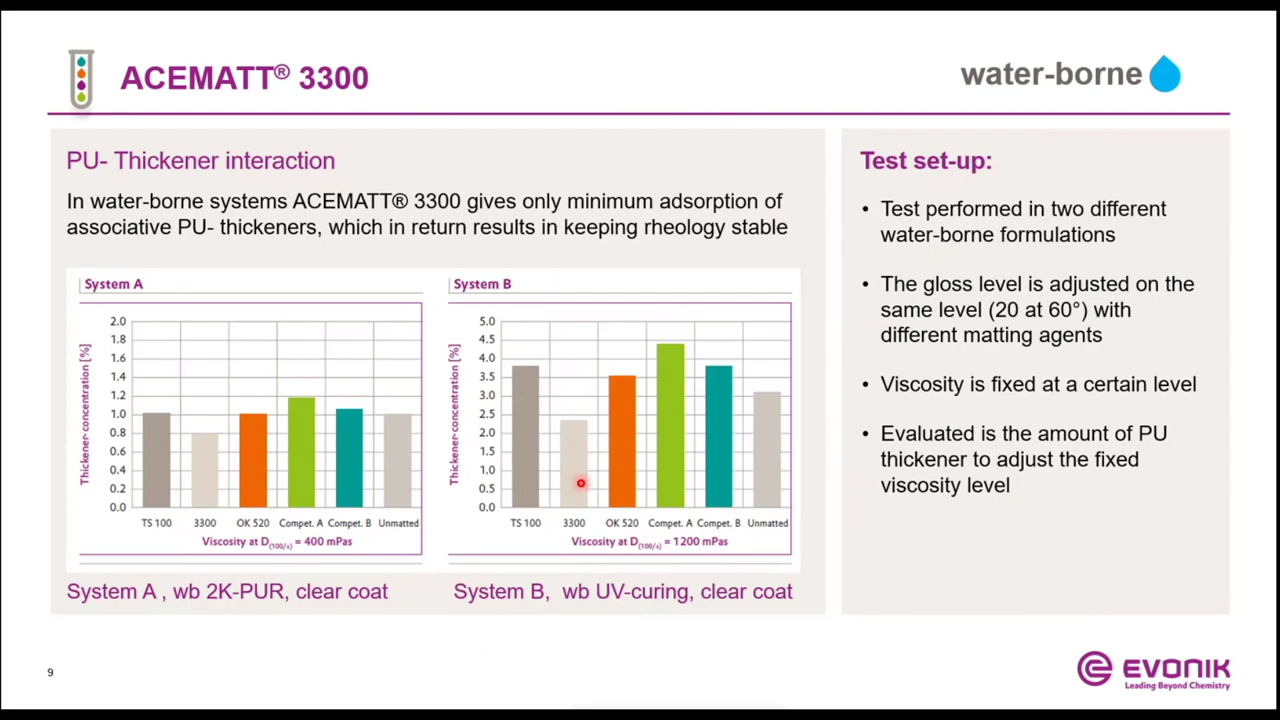 ACEMATT® 3300
water-borne
PU- Thickener interaction
In water-borne systems ACEMATT® 3300 gives only minimum adsorption of
associative PU- thickeners, which in return results in keeping rheology stable
System A
Thickener-concentration [%]
2.0
1.8
1.6
1.4
1.2
1.0
0.8
0.6
0.4
0.2
0.0
TS 100 3300 OK 520 Compet. A Compet. B Unmatted
Viscosity at D(100/s) = 400 mPas
System B
Thickener-concentration [%]
5.0
4.5
4.0
3.5
3.0
2.5
2.0
1.5
1.0
0.5
0.0
TS 100 3300 OK 520 Compet. A Compet. B Unmatted
Viscosity at D(100/s) = 1200 mPas
System A , wb 2K-PUR, clear coat
System B, wb UV-curing, clear coat
Test set-up:
• Test performed in two different
water-borne formulations
• The gloss level is adjusted on the
same level (20 at 60°) with
different matting agents
• Viscosity is fixed at a certain level
• Evaluated is the amount of PU
thickener to adjust the fixed
viscosity level
9
EVONIK
Leading Beyond Chemistry